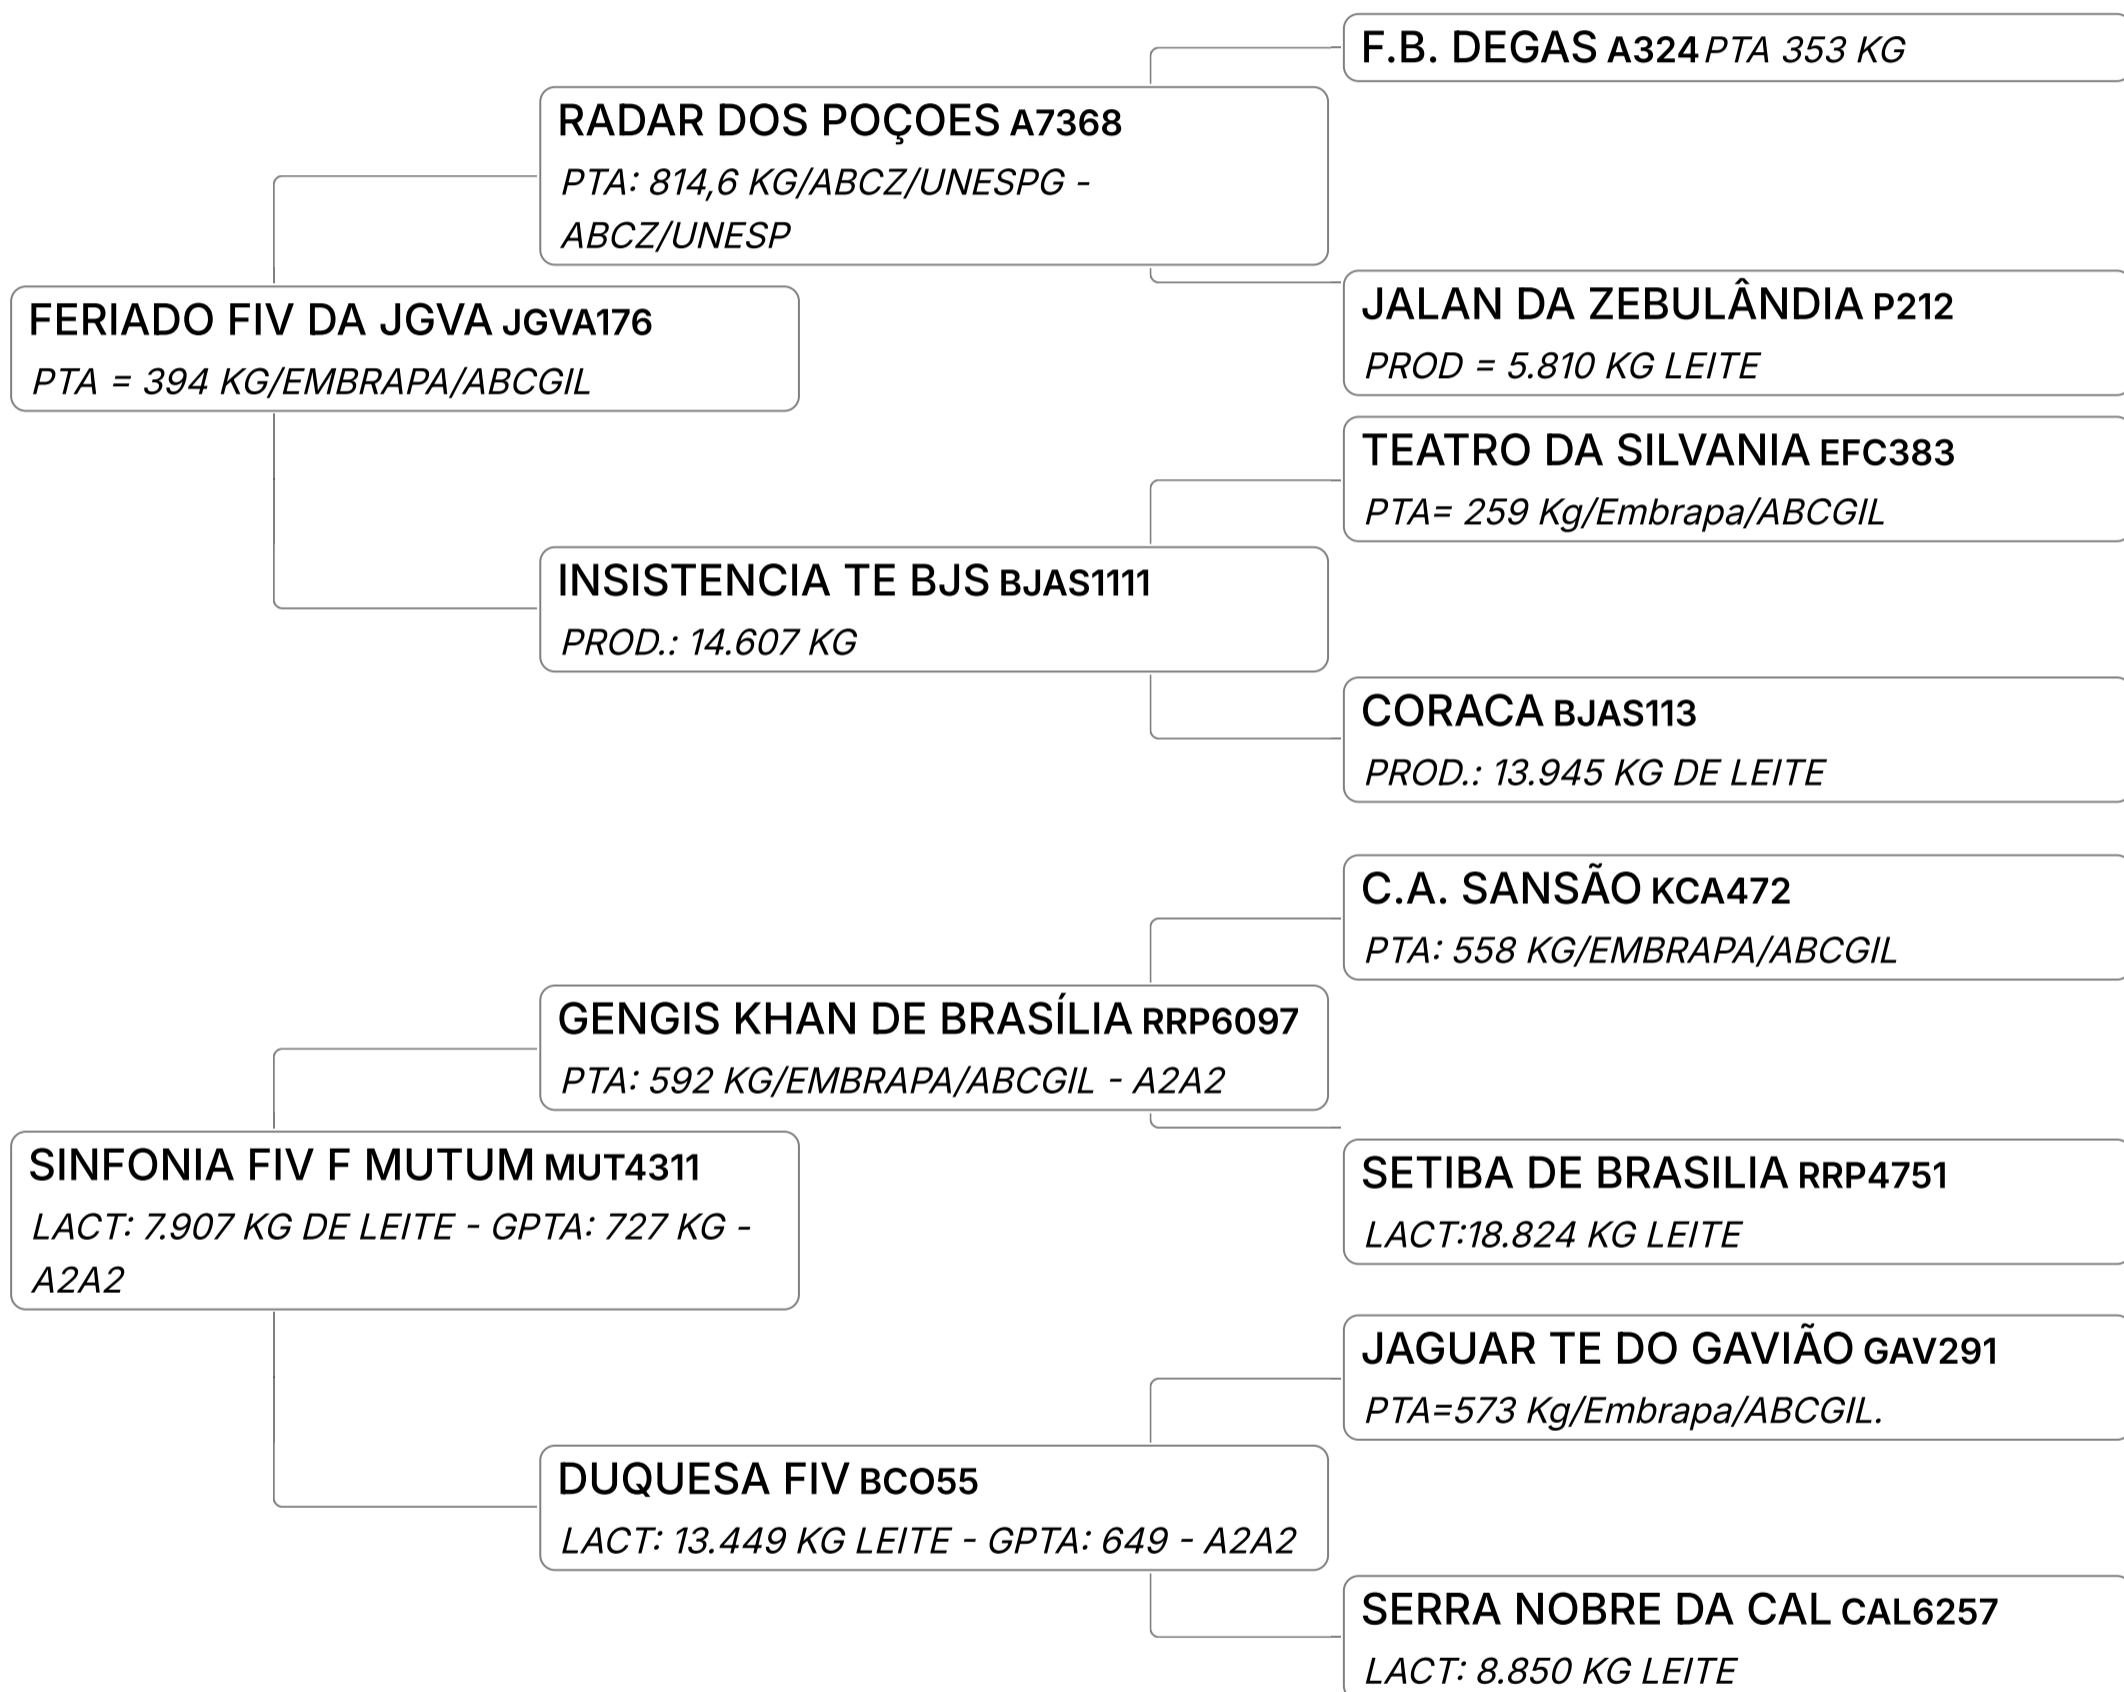 F.B. DEGAS A324 PTA 353 KG
RADAR DOS POÇOES A7368
PTA: 814,6 KG/ABCZ/UNESPG -
ABCZ/UNESP
JALAN DA ZEBULÂNDIA P212
PROD = 5.810 KG LEITE
FERIADO FIV DA JGVA JGVA176
PTA = 394 KG/EMBRAPA/ABCGIL
TEATRO DA SILVANIA EFC383
PTA= 259 Kg/Embrapa/ABCGIL
INSISTENCIA TE BJS BJAS1111
PROD.: 14.607 KG
CORACA BJAS113
PROD.: 13.945 KG DE LEITE
C.A. SANSÃO KCA472
PTA: 558 KG/EMBRAPA/ABCGIL
GENGIS KHAN DE BRASÍLIA RRP6097
PTA: 592 KG/EMBRAPA/ABCGIL - A2A2
SETIBA DE BRASILIA RRP4751
LACT:18.824 KG LEITE
SINFONIA FIV F MUTUM MUT4311
LACT: 7.907 KG DE LEITE - GPTA: 727 KG -
A2A2
JAGUAR TE DO GAVIÃO GAV291
PTA=573 Kg/Embrapa/ABCGIL.
DUQUESA FIV BCO55
LACT: 13.449 KG LEITE - GPTA: 649 - A2A2
SERRA NOBRE DA CAL CAL6257
LACT: 8.850 KG LEITE